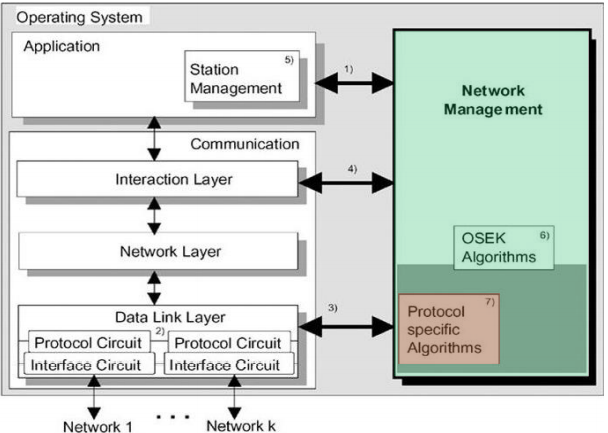 Operating System
Application
Station
Management
5)
1)
Network
Management
Communication
Interaction Layer
4)
Network Layer
OSEK
Algorithms
6)
Data Link Layer
3)
Protocol Circuit
2)
Protocol Circuit
Interface Circuit
Interface Circuit
Protocol
specific
Algorithms
7)
Network 1
. . .
Network k